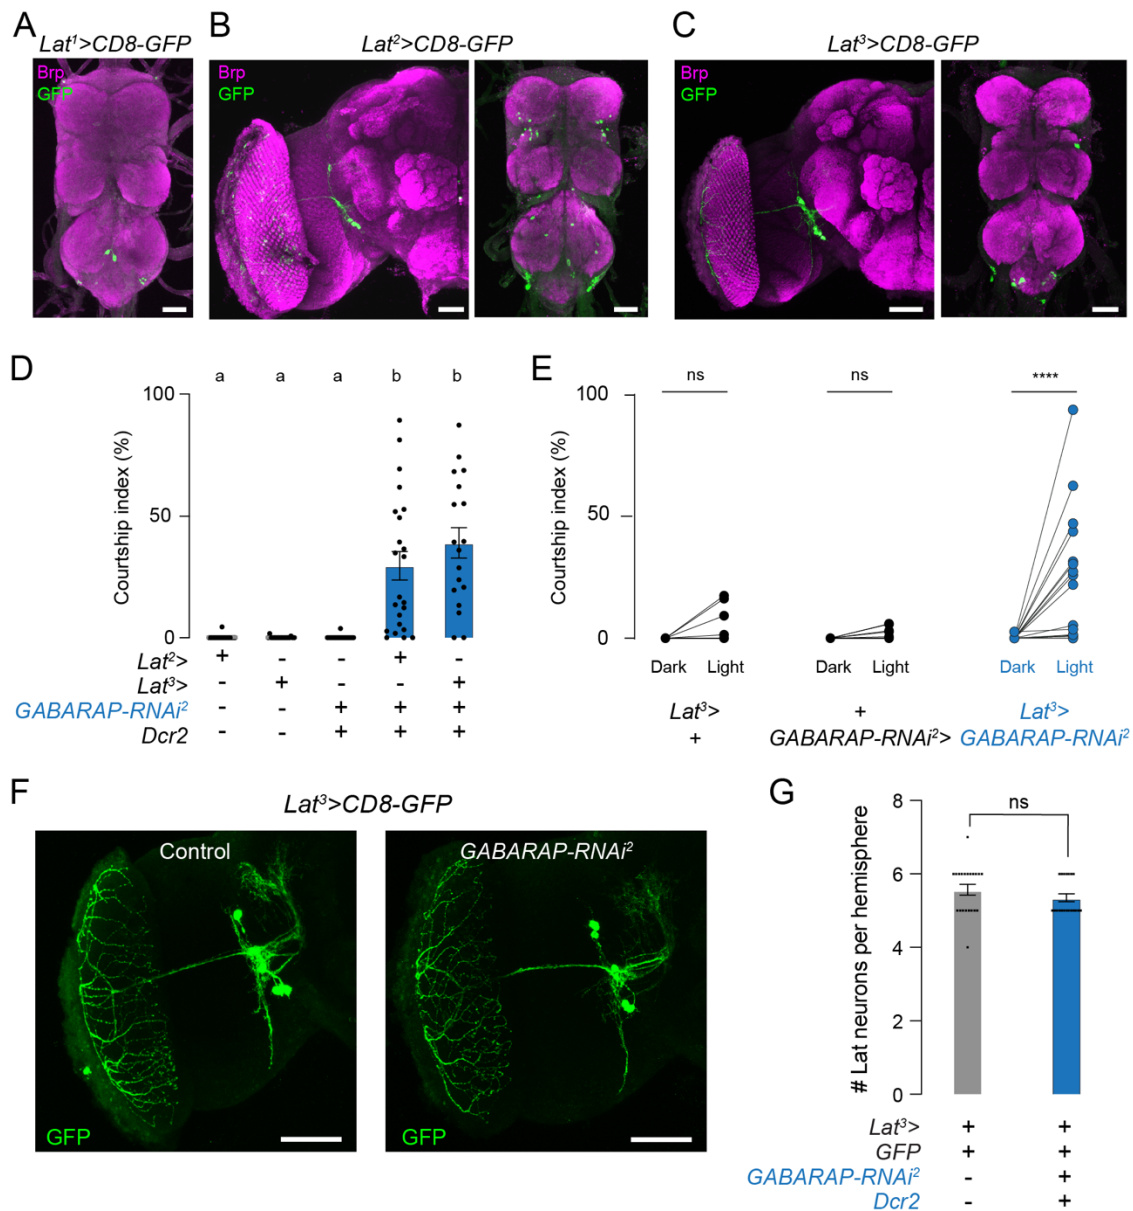 A
Lat¹>CD8-GFP
Brp
GFP
B
Lat²>CD8-GFP
Brp
GFP
C
Lat³>CD8-GFP
Brp
GFP
D
Courtship index (%)
100
50
0
a a a b b
Lat²> + - - + -
Lat³> - + - - +
GABARAP-RNAi² - - + + +
Dcr2 - - + + +
E
Courtship index (%)
100
50
0
ns ns ****
Dark Light Dark Light Dark Light
Lat³> + Lat³>
+ GABARAP-RNAi²> GABARAP-RNAi²
F
Lat³>CD8-GFP
Control
GFP
GABARAP-RNAi²
GFP
G
# Lat neurons per hemisphere
8
6
4
2
0
ns
Lat³> + +
GFP + +
GABARAP-RNAi² - +
Dcr2 - +